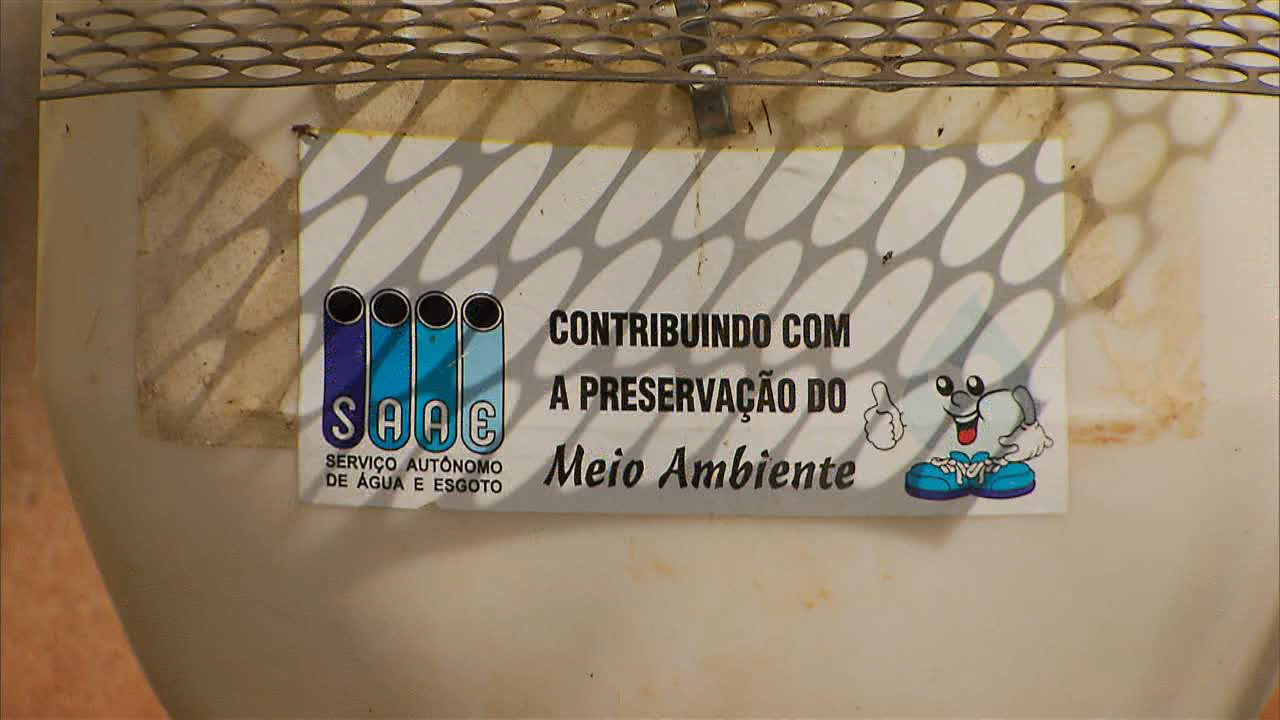 SAAE
SERVIÇO AUTÔNOMO
DE ÁGUA E ESGOTO
CONTRIBUINDO COM
A PRESERVAÇÃO DO
Meio Ambiente